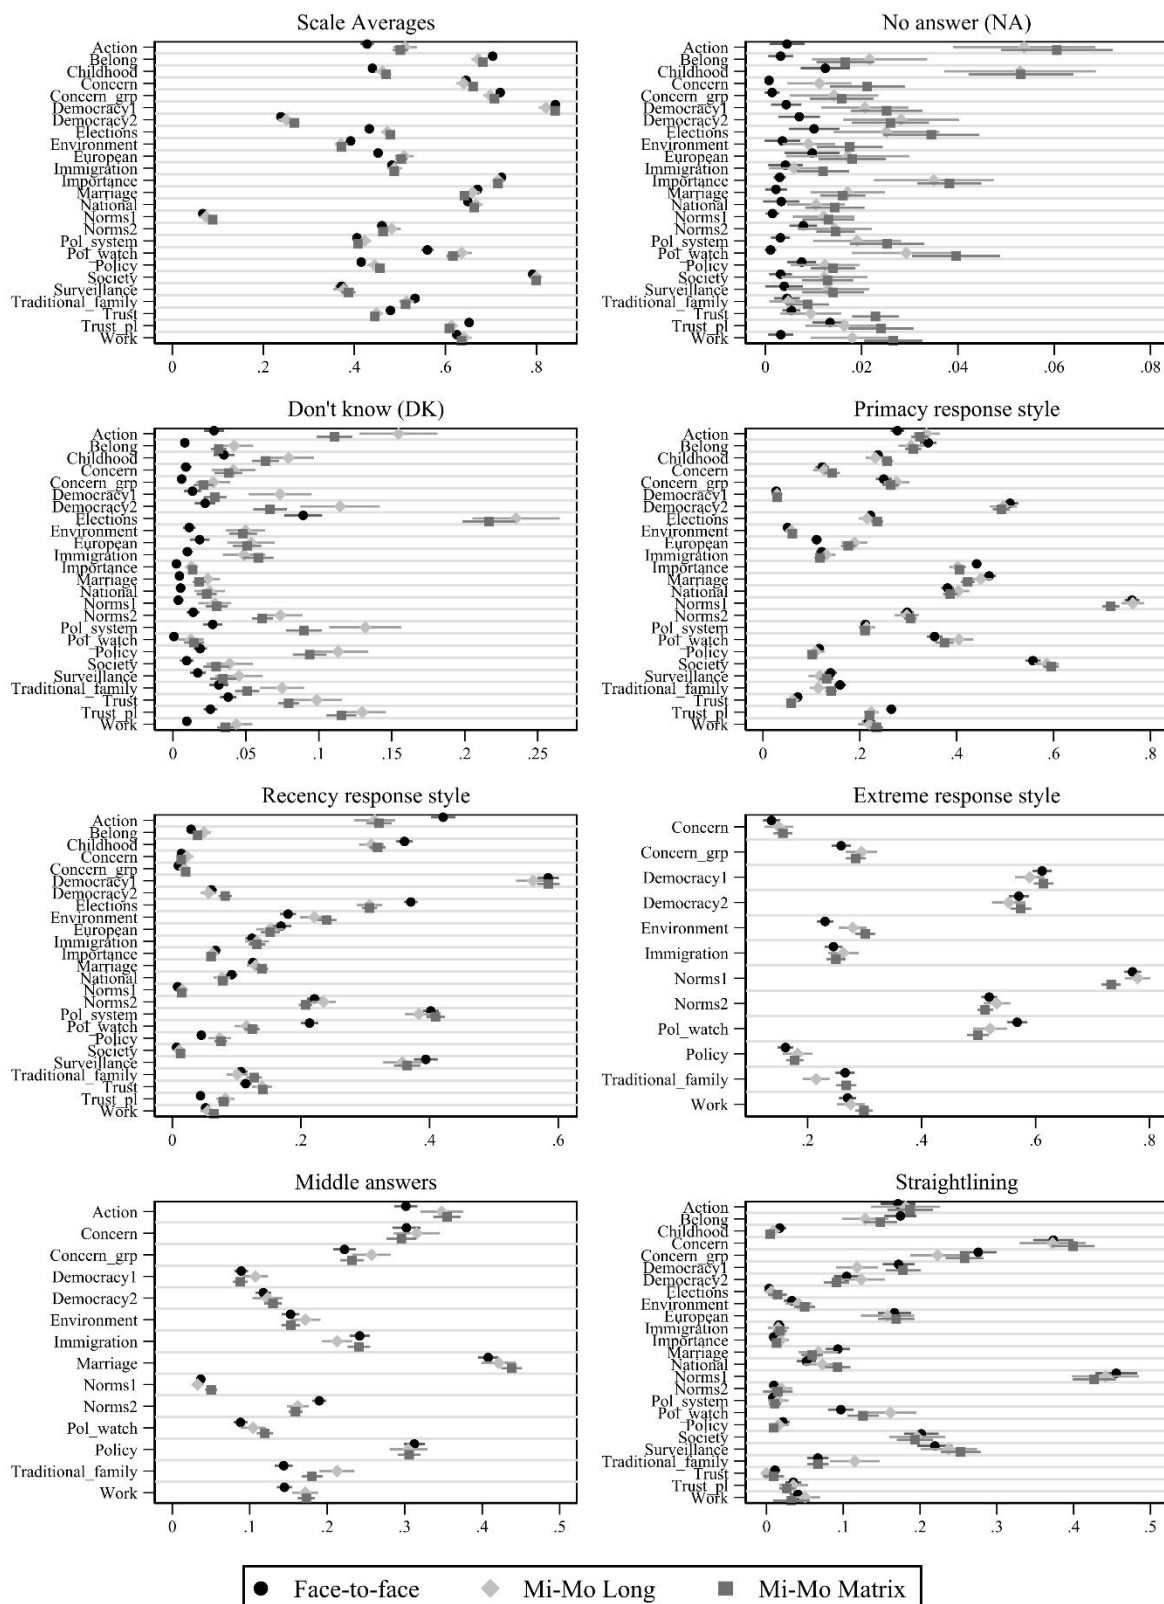 Scale Averages
Action
Belong
Childhood
Concern
Concern_grp
Democracy1
Democracy2
Elections
Environment
European
Immigration
Importance
Marriage
National
Norms1
Norms2
Pol_system
Pol_watch
Policy
Society
Surveillance
Traditional_family
Trust
Trust_pl
Work
0 .2 .4 .6 .8
No answer (NA)
Action
Belong
Childhood
Concern
Concern_grp
Democracy1
Democracy2
Elections
Environment
European
Immigration
Importance
Marriage
National
Norms1
Norms2
Pol_system
Pol_watch
Policy
Society
Surveillance
Traditional_family
Trust
Trust_pl
Work
0 .02 .04 .06 .08
Don't know (DK)
Action
Belong
Childhood
Concern
Concern_grp
Democracy1
Democracy2
Elections
Environment
European
Immigration
Importance
Marriage
National
Norms1
Norms2
Pol_system
Pol_watch
Policy
Society
Surveillance
Traditional_family
Trust
Trust_pl
Work
0 .05 .1 .15 .2 .25
Primacy response style
Action
Belong
Childhood
Concern
Concern_grp
Democracy1
Democracy2
Elections
Environment
European
Immigration
Importance
Marriage
National
Norms1
Norms2
Pol_system
Pol_watch
Policy
Society
Surveillance
Traditional_family
Trust
Trust_pl
Work
0 .2 .4 .6 .8
Recency response style
Action
Belong
Childhood
Concern
Concern_grp
Democracy1
Democracy2
Elections
Environment
European
Immigration
Importance
Marriage
National
Norms1
Norms2
Pol_system
Pol_watch
Policy
Society
Surveillance
Traditional_family
Trust
Trust_pl
Work
0 .2 .4 .6
Extreme response style
Concern
Concern_grp
Democracy1
Democracy2
Environment
Immigration
Norms1
Norms2
Pol_watch
Policy
Traditional_family
Work
.2 .4 .6 .8
Middle answers
Action
Concern
Concern_grp
Democracy1
Democracy2
Environment
Immigration
Marriage
Norms1
Norms2
Pol_watch
Policy
Traditional_family
Work
0 .1 .2 .3 .4 .5
Straightlining
Action
Belong
Childhood
Concern
Concern_grp
Democracy1
Democracy2
Elections
Environment
European
Immigration
Importance
Marriage
National
Norms1
Norms2
Pol_system
Pol_watch
Policy
Society
Surveillance
Traditional_family
Trust
Trust_pl
Work
0 .1 .2 .3 .4 .5
Face-to-face Mi-Mo Long Mi-Mo Matrix